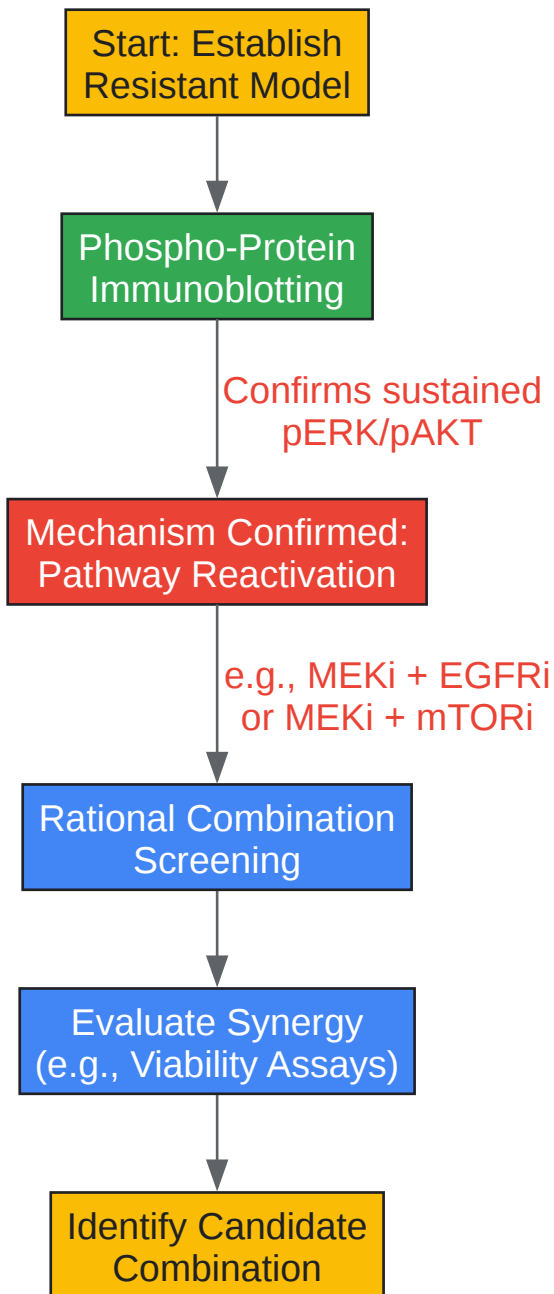 Start: Establish
Resistant Model
Phospho-Protein
Immunoblotting
Confirms sustained
pERK/pAKT
Mechanism Confirmed:
Pathway Reactivation
e.g., MEKi + EGFRi
or MEKi + mTORi
Rational Combination
Screening
Evaluate Synergy
(e.g., Viability Assays)
Identify Candidate
Combination